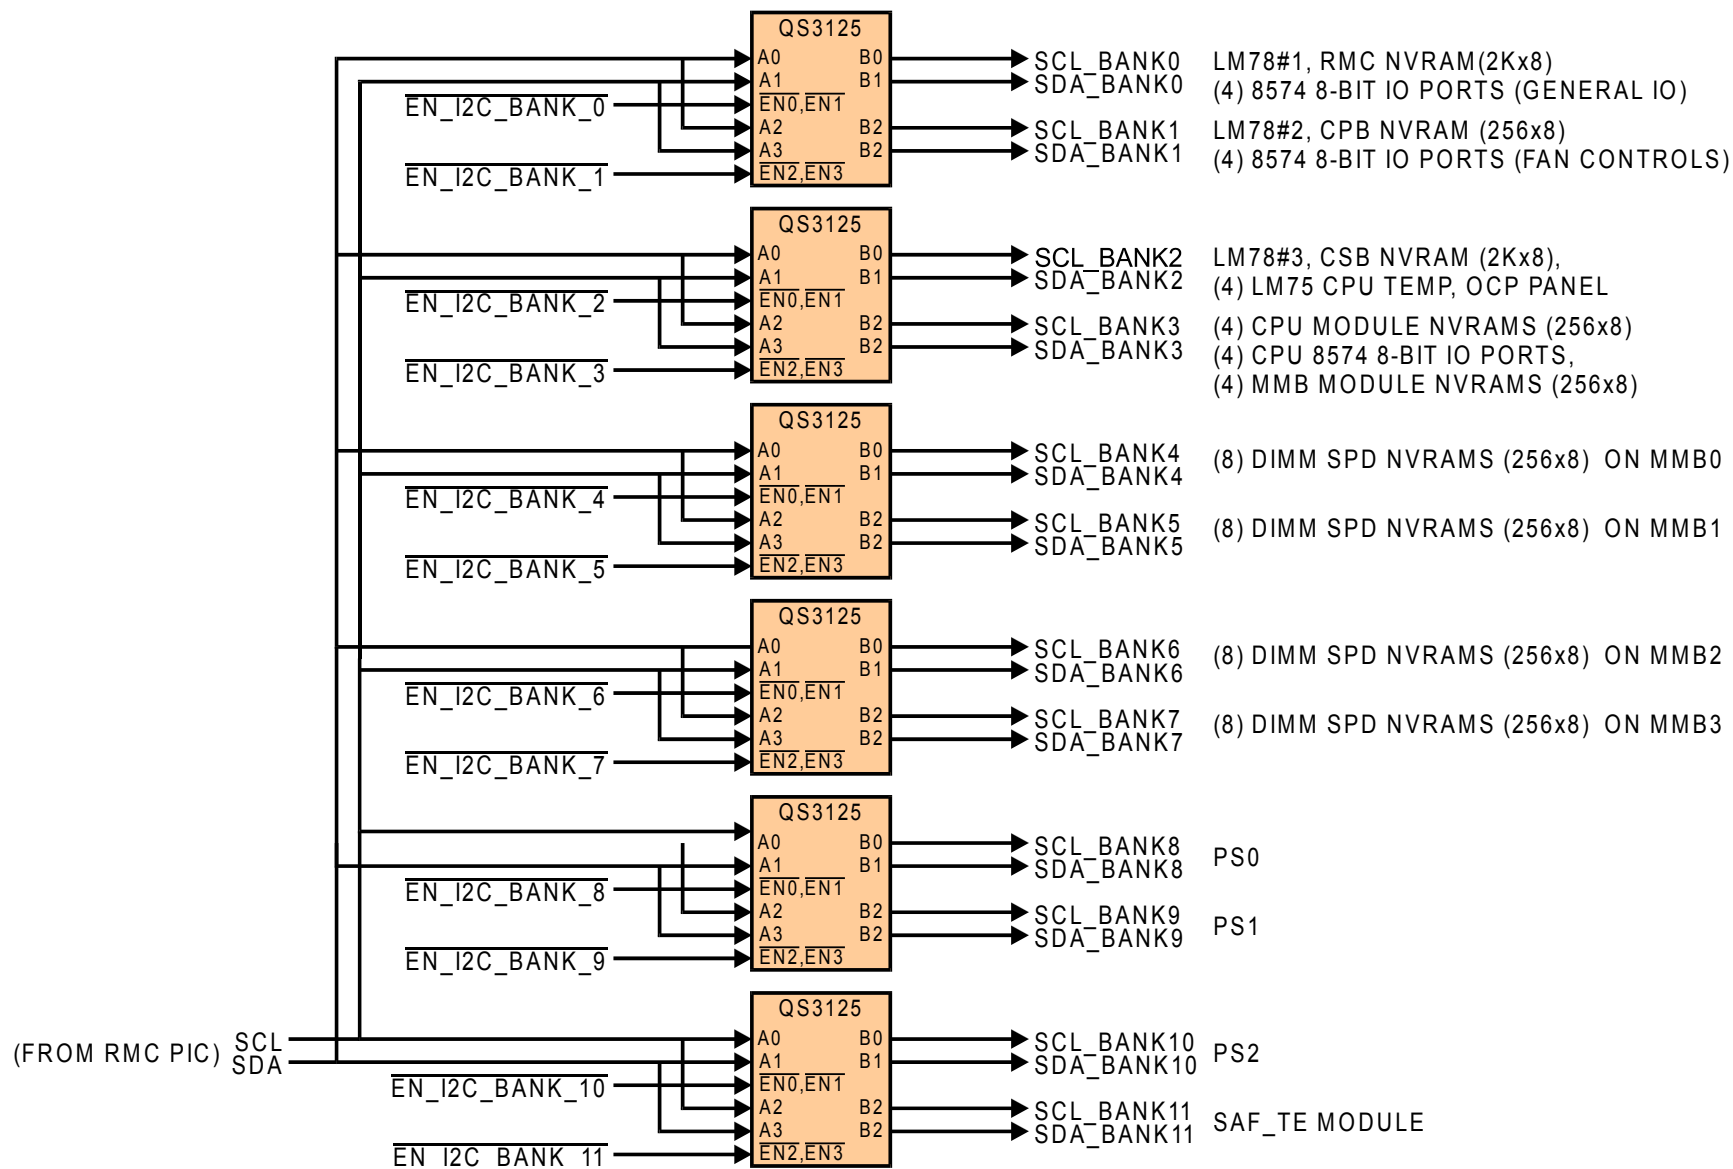 QS3125
A0 B0 SCL_BANK0 LM78#1, RMC NVRAM(2Kx8)
A1 B1 SDA_BANK0 (4) 8574 8-BIT IO PORTS (GENERAL IO)
EN_I2C_BANK_0 EN0,EN1
A2 B2 SCL_BANK1 LM78#2, CPB NVRAM (256x8)
A3 B2 SDA_BANK1 (4) 8574 8-BIT IO PORTS (FAN CONTROLS)
EN_I2C_BANK_1 EN2,EN3
QS3125
A0 B0 SCL_BANK2 LM78#3, CSB NVRAM (2Kx8),
A1 B1 SDA_BANK2 (4) LM75 CPU TEMP, OCP PANEL
EN_I2C_BANK_2 EN0,EN1
A2 B2 SCL_BANK3 (4) CPU MODULE NVRAMS (256x8)
A3 B2 SDA_BANK3 (4) CPU 8574 8-BIT IO PORTS,
EN_I2C_BANK_3 EN2,EN3 (4) MMB MODULE NVRAMS (256x8)
QS3125
A0 B0 SCL_BANK4 (8) DIMM SPD NVRAMS (256x8) ON MMB0
A1 B1 SDA_BANK4
EN_I2C_BANK_4 EN0,EN1
A2 B2 SCL_BANK5 (8) DIMM SPD NVRAMS (256x8) ON MMB1
A3 B2 SDA_BANK5
EN_I2C_BANK_5 EN2,EN3
QS3125
A0 B0 SCL_BANK6 (8) DIMM SPD NVRAMS (256x8) ON MMB2
A1 B1 SDA_BANK6
EN_I2C_BANK_6 EN0,EN1
A2 B2 SCL_BANK7 (8) DIMM SPD NVRAMS (256x8) ON MMB3
A3 B2 SDA_BANK7
EN_I2C_BANK_7 EN2,EN3
QS3125
A0 B0 SCL_BANK8 PS0
A1 B1 SDA_BANK8
EN_I2C_BANK_8 EN0,EN1
A2 B2 SCL_BANK9 PS1
A3 B2 SDA_BANK9
EN_I2C_BANK_9 EN2,EN3
QS3125
(FROM RMC PIC) SCL A0 B0 SCL_BANK10 PS2
SDA A1 B1 SDA_BANK10
EN_I2C_BANK_10 EN0,EN1
A2 B2 SCL_BANK11 SAF_TE MODULE
A3 B2 SDA_BANK11
EN_I2C_BANK_11 EN2,EN3